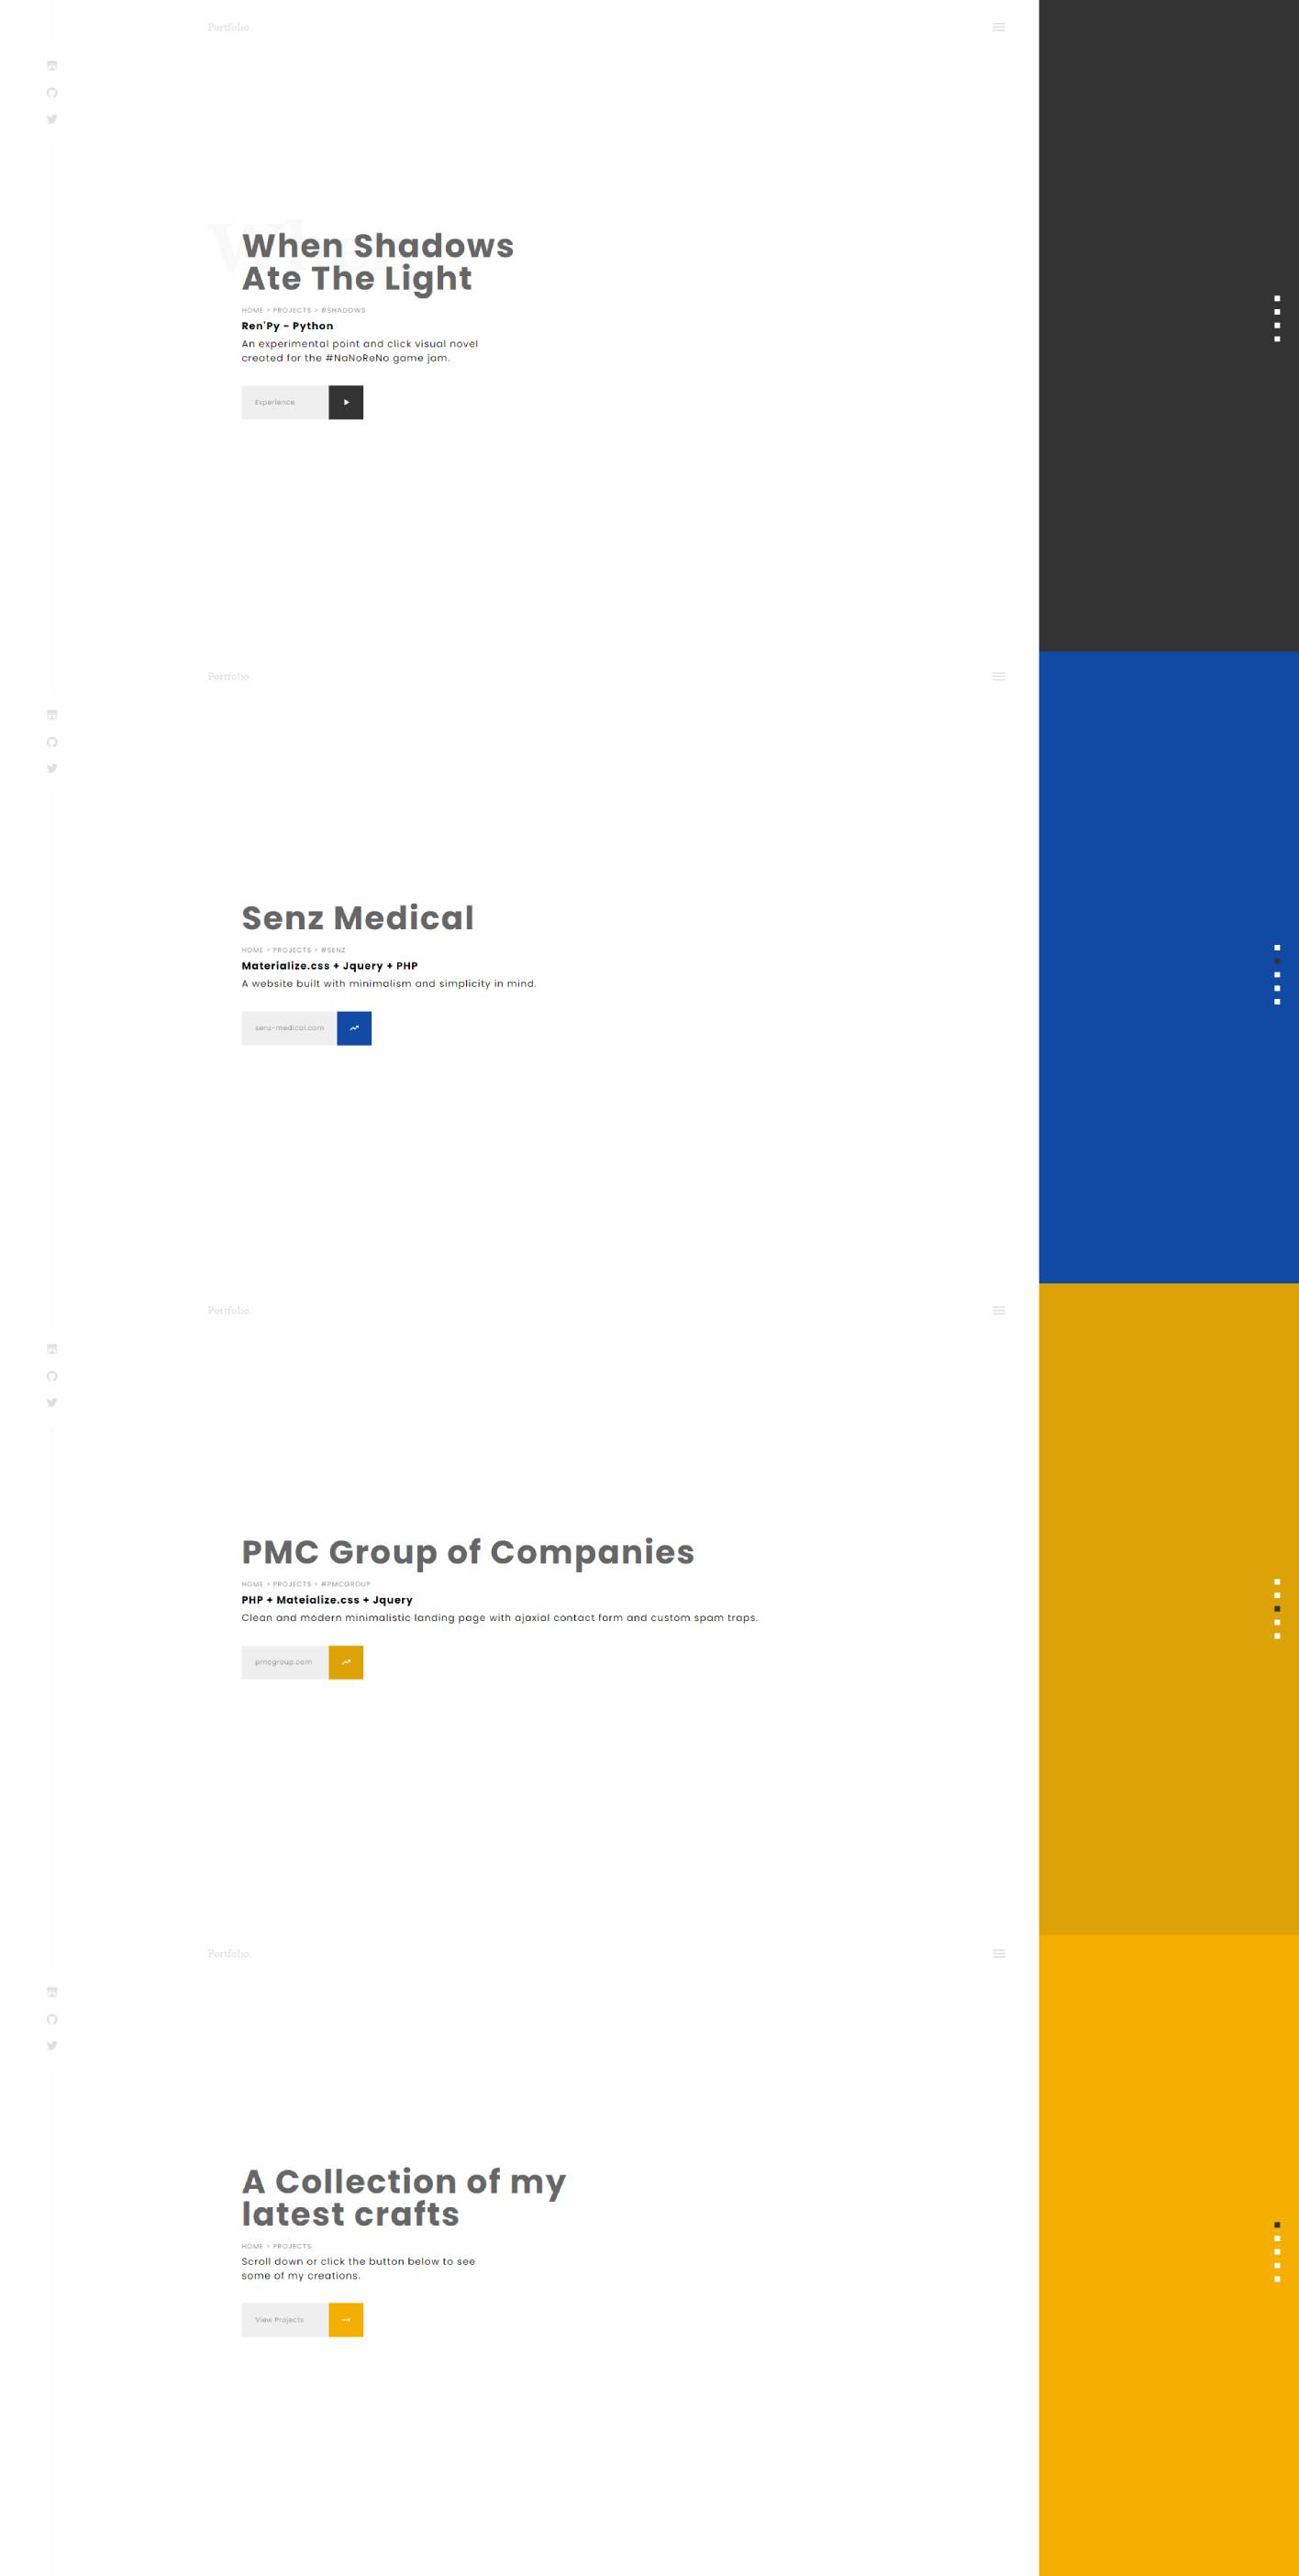 Portfolio.
When Shadows
Ate The Light
HOME > PROJECTS > #SHADOWS
Ren'Py - Python
An experimental point and click visual novel
created for the #NaNoReNo game jam.
Experience
Portfolio.
Senz Medical
HOME > PROJECTS > #SENZ
Materialize.css + Jquery + PHP
A website built with minimalism and simplicity in mind.
senz-medical.com
Portfolio.
PMC Group of Companies
HOME > PROJECTS > #PMCGROUP
PHP + Mateialize.css + Jquery
Clean and modern minimalistic landing page with ajaxial contact form and custom spam traps.
pmcgroup.com
Portfolio.
A Collection of my
latest crafts
HOME > PROJECTS
Scroll down or click the button below to see
some of my creations.
View Projects